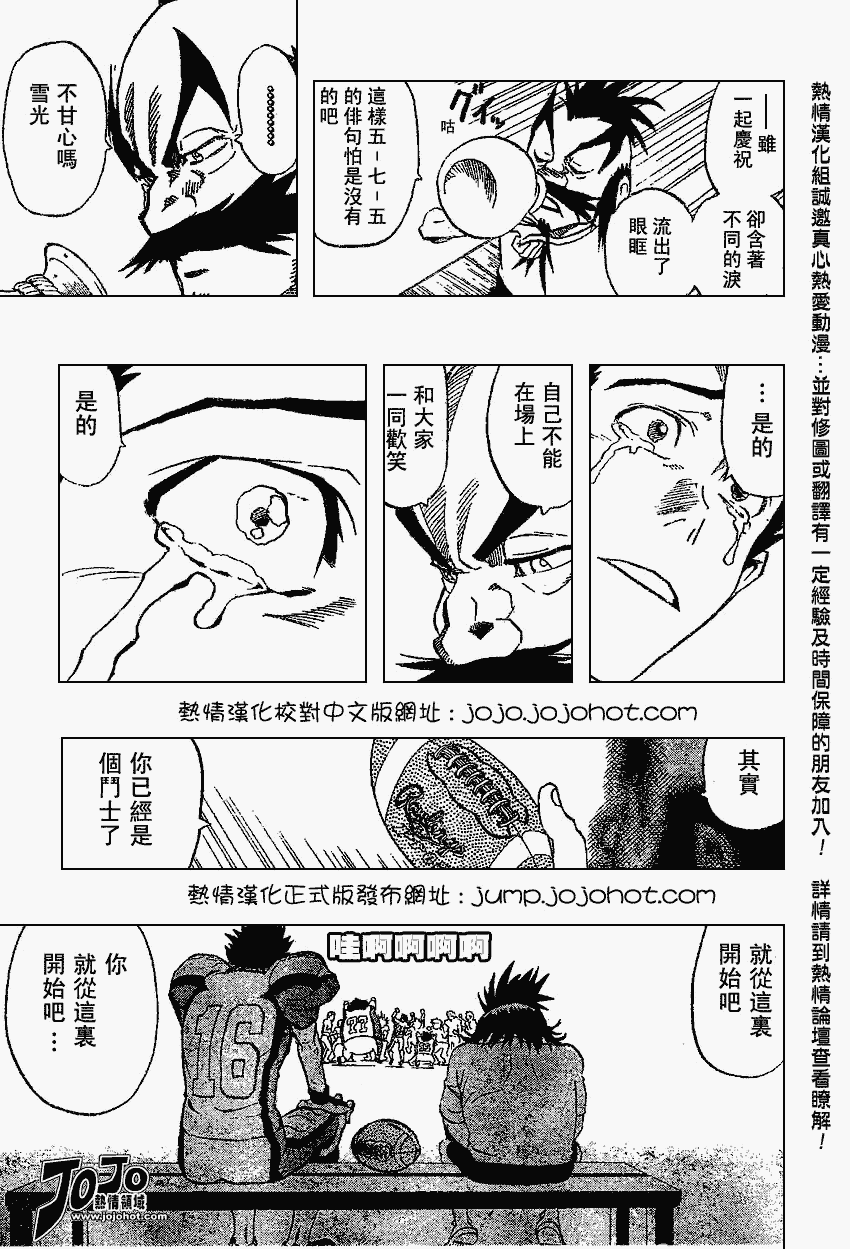 ——雖
一起慶祝
卻含著
不同的淚
流出了
眼眶
グイッ
咕
這樣五－七－五
的俳句怕是沒有
的吧
…………
不甘心嗎
雪光
…是的
自己不能
在場上
和大家
一同歡笑
是的
熱情漢化校對中文版網址：jojo.jojohot.com
其實
你已經是
個鬥士了
熱情漢化正式版發布網址：jump.jojohot.com
就從這裏
開始吧
哇啊啊啊啊
你
就從這裏
開始吧…
16
77
JOJO
熱情領域
www.jojohot.com
熱情漢化組誠邀真心熱愛動漫…並對修圖或翻譯有一定經驗及時間保障的朋友加入！ 詳情請到熱情論壇查看瞭解！